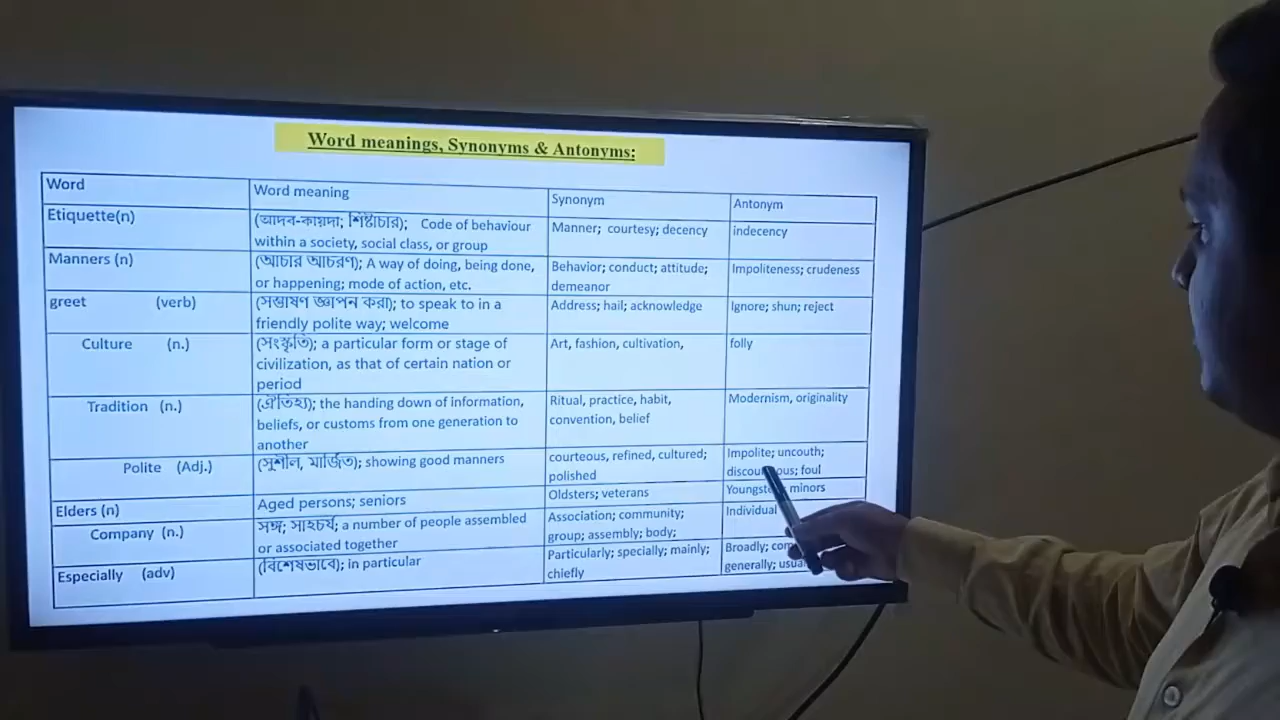 Word meanings, Synonyms & Antonyms:
Word
Word meaning
Synonym
Antonym
Etiquette(n)
(আদব-কায়দা; শিষ্টাচার); Code of behaviour
within a society, social class, or group
Manner; courtesy; decency
indecency
Manners (n)
(আচার আচরণ); A way of doing, being done,
or happening; mode of action, etc.
Behavior; conduct; attitude;
demeanor
Impoliteness; crudeness
greet (verb)
(সম্ভাষণ জ্ঞাপন করা); to speak to in a
friendly polite way; welcome
Address; hail; acknowledge
Ignore; shun; reject
Culture (n.)
(সংস্কৃতি); a particular form or stage of
civilization, as that of certain nation or
period
Art, fashion, cultivation,
folly
Tradition (n.)
(ঐতিহ্য); the handing down of information,
beliefs, or customs from one generation to
another
Ritual, practice, habit,
convention, belief
Modernism, originality
Polite (Adj.)
(সুশীল, মার্জিত); showing good manners
courteous, refined, cultured;
polished
Impolite; uncouth;
foul
Elders (n)
Aged persons; seniors
Oldsters; veterans
minors
Company (n.)
সঙ্গ; সাহচর্য; a number of people assembled
or associated together
Association; community;
group; assembly; body;
Individual
Especially (adv)
(বিশেষভাবে); in particular
Particularly; specially; mainly;
chiefly
Broadly;
generally;